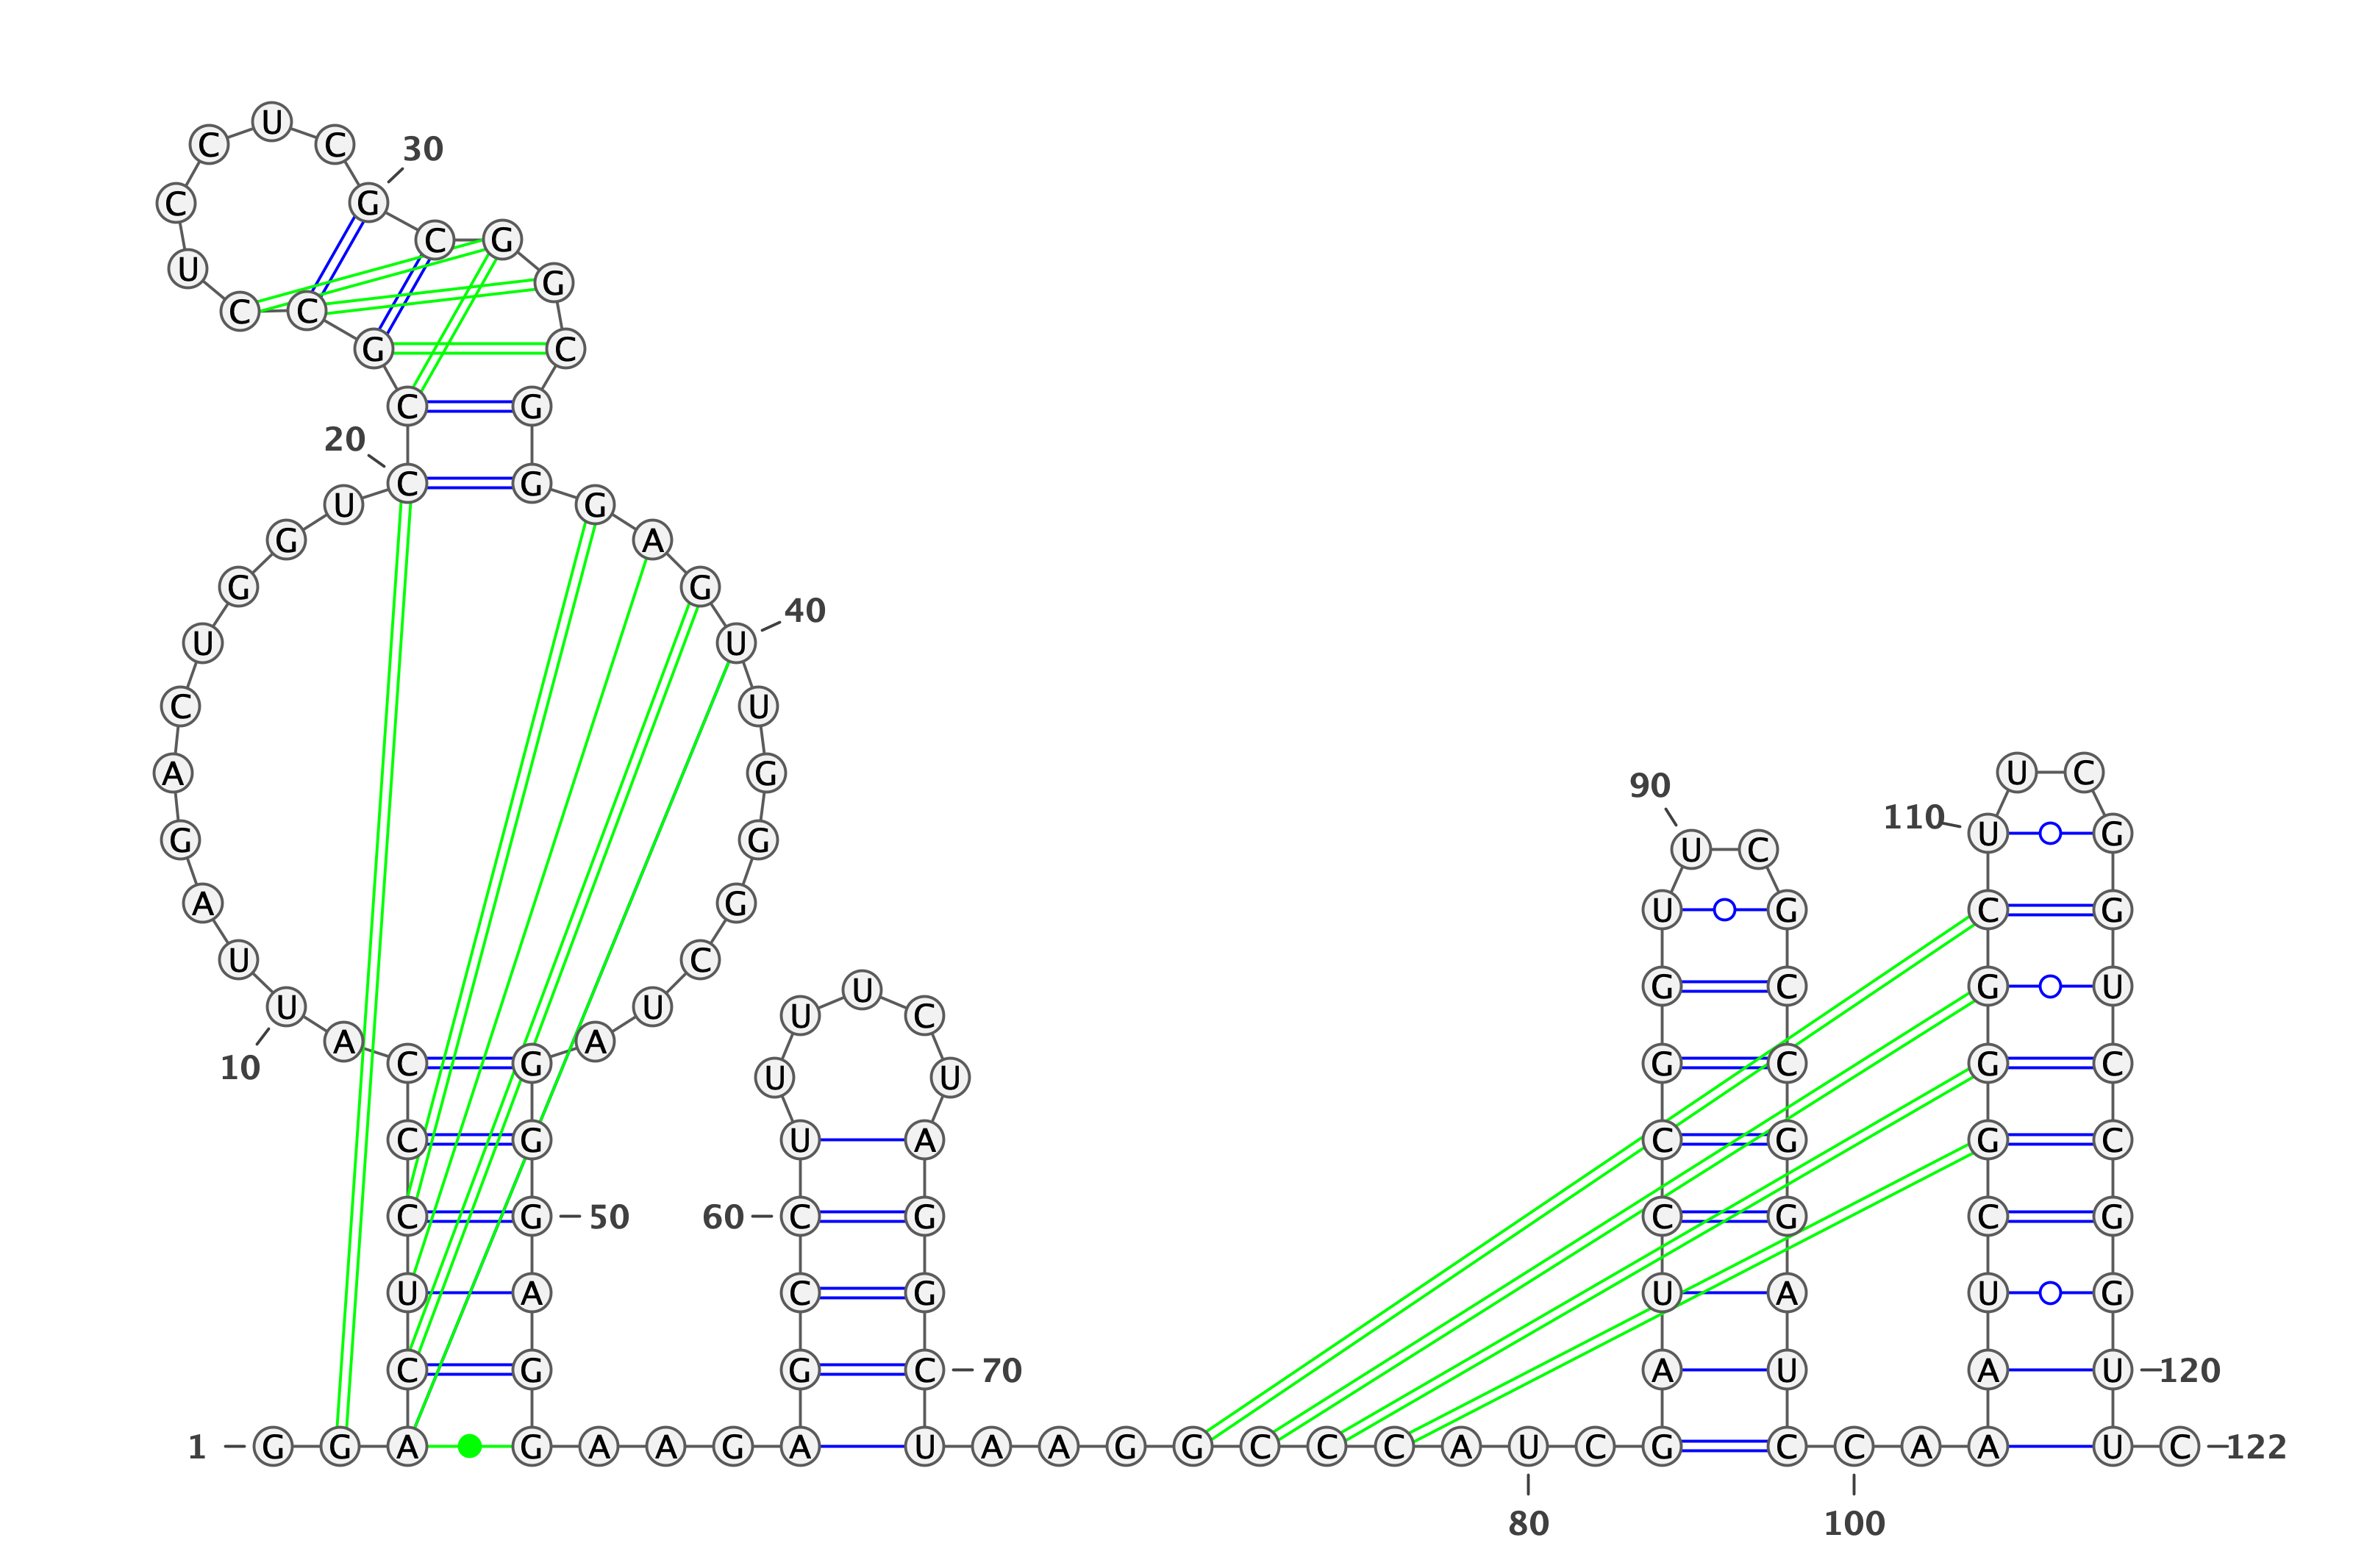 U
C C 30
C G
C G
U G
C C
G C
C G
20
C G
U G
G A
G G
40
U U
C U
A G U C
90
110 U G
G G
U C
A G
U G C G
U C
G C G U
U
U U
U C
A A
C G G C G C
10
U U
C G U A C G G C
C G 50 60 C G C G C G
U A C G U A U G
C G G C 70 A U A U 120
1 G G A G A A G A U A A G G C C C A U C G C C A A A U C 122
80 100